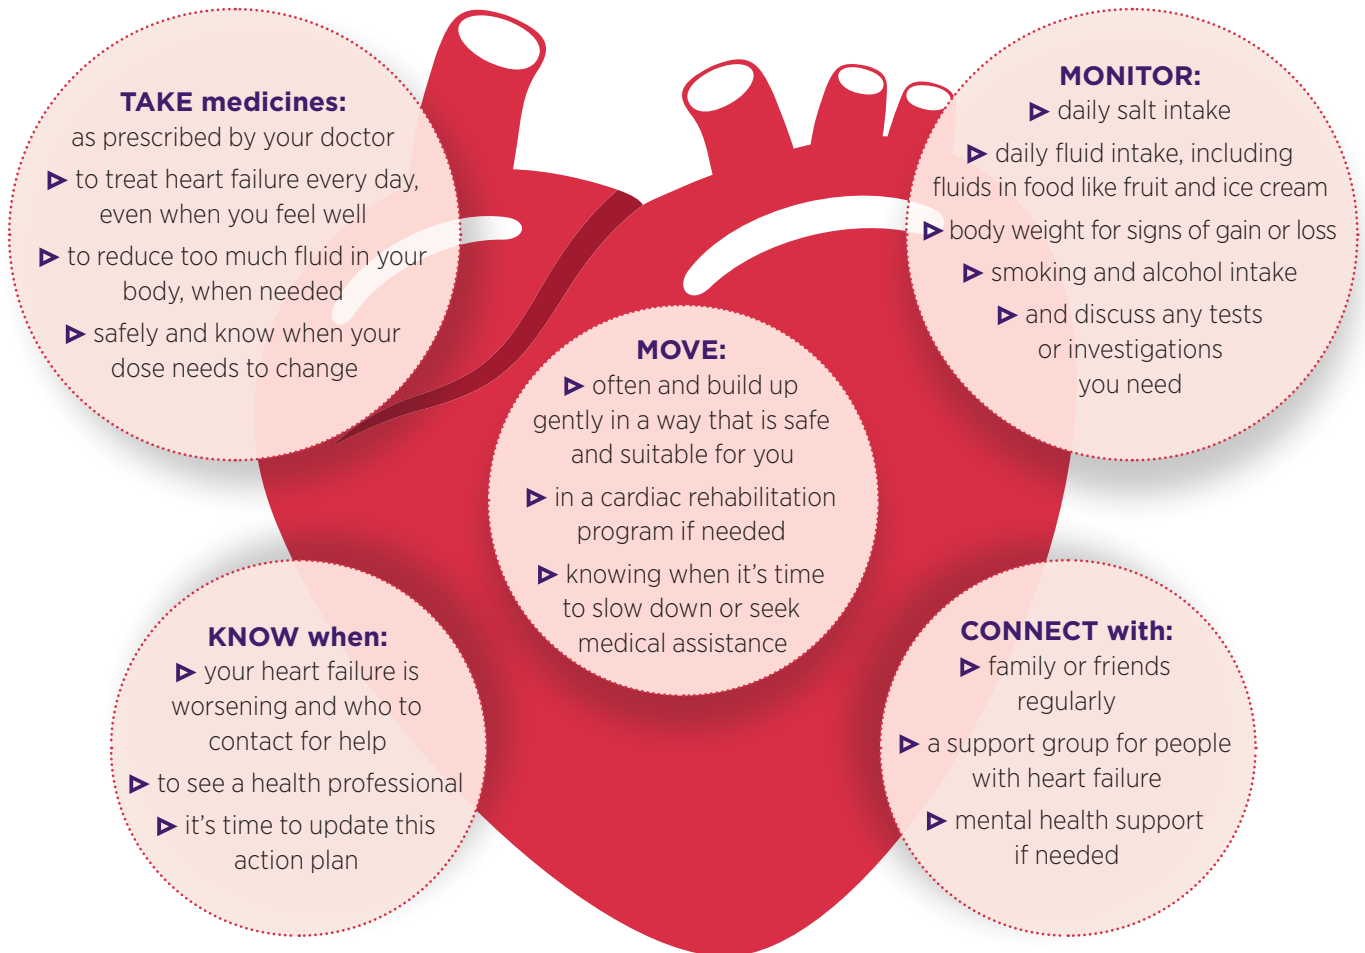 TAKE medicines:
as prescribed by your doctor
to treat heart failure every day,
even when you feel well
to reduce too much fluid in your
body, when needed
safely and know when your
dose needs to change
MONITOR:
daily salt intake
daily fluid intake, including
fluids in food like fruit and ice cream
body weight for signs of gain or loss
smoking and alcohol intake
and discuss any tests
or investigations
you need
MOVE:
often and build up
gently in a way that is safe
and suitable for you
in a cardiac rehabilitation
program if needed
knowing when it’s time
to slow down or seek
medical assistance
KNOW when:
your heart failure is
worsening and who to
contact for help
to see a health professional
it’s time to update this
action plan
CONNECT with:
family or friends
regularly
a support group for people
with heart failure
mental health support
if needed